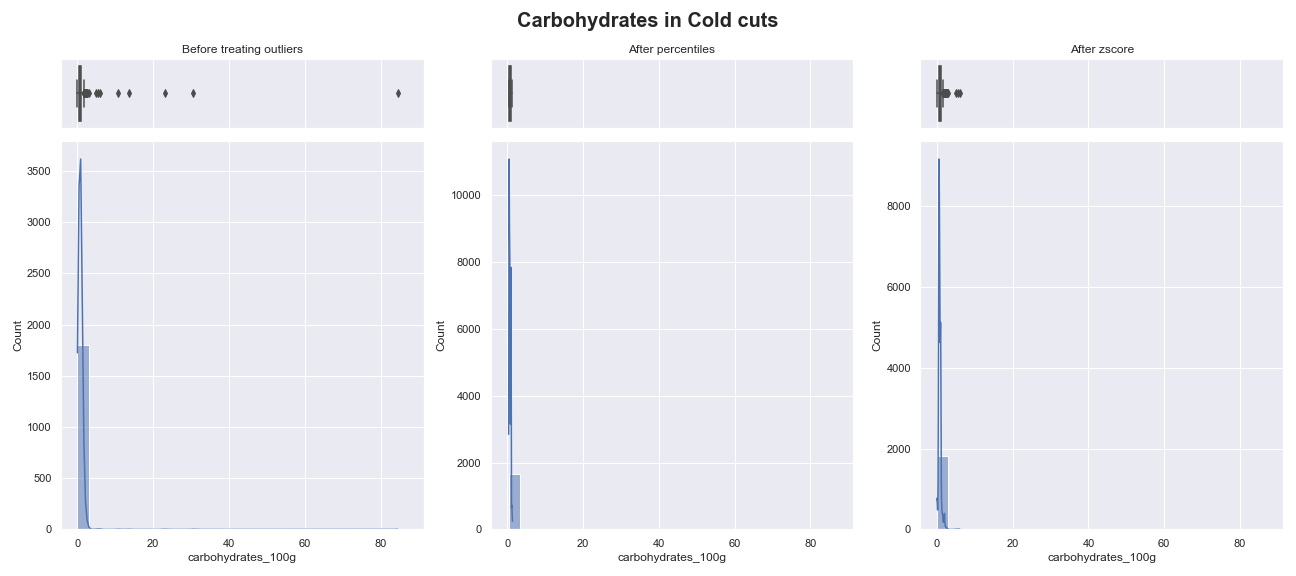 Carbohydrates in Cold cuts
Before treating outliers
After percentiles
After zscore
Count
3500
3000
2500
2000
1500
1000
500
0
0 20 40 60 80
carbohydrates_100g
Count
10000
8000
6000
4000
2000
0
0 20 40 60 80
carbohydrates_100g
Count
8000
6000
4000
2000
0
0 20 40 60 80
carbohydrates_100g